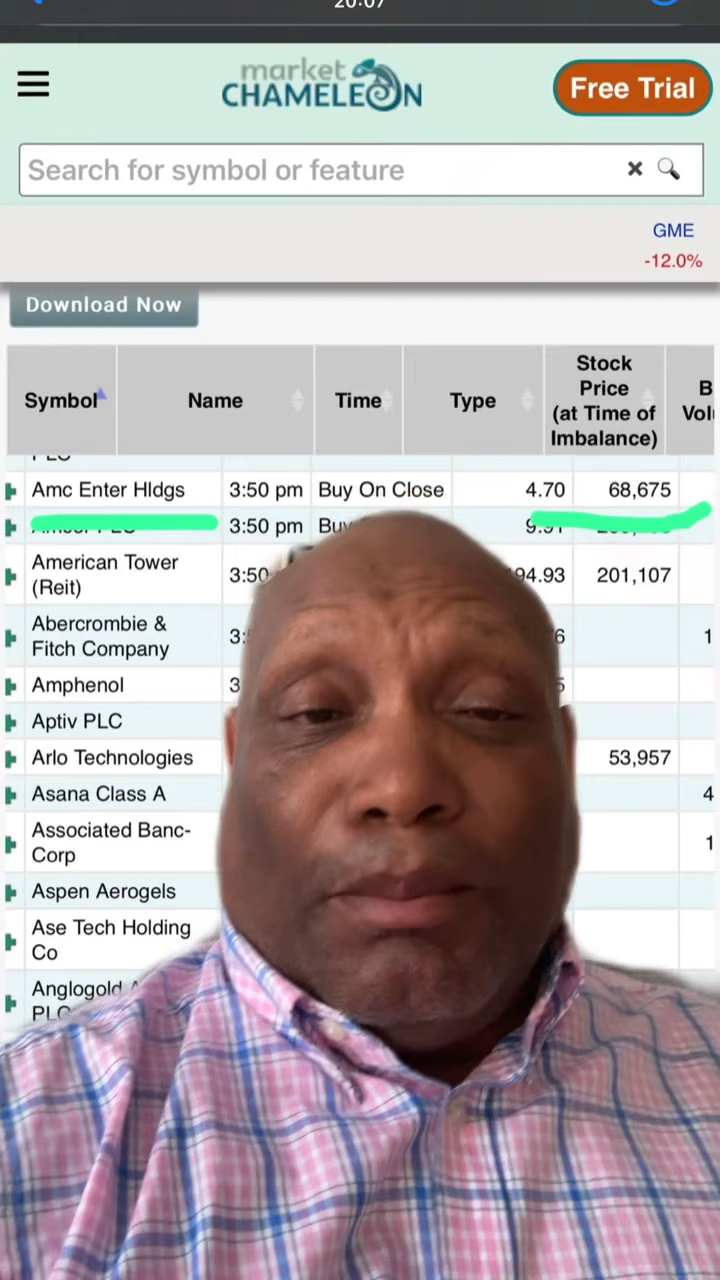 20:07
market
CHAMELEON
Free Trial
Search for symbol or feature
GME
-12.0%
Download Now
Symbol Name Time Type Stock Price (at Time of Imbalance)
Amc Enter Hldgs 3:50 pm Buy On Close 4.70 68,675
3:50 pm
American Tower (Reit) 201,107
Abercrombie & Fitch Company
Amphenol
Aptiv PLC
Arlo Technologies 53,957
Asana Class A
Associated Banc-Corp
Aspen Aerogels
Ase Tech Holding Co
Anglogold
PLC